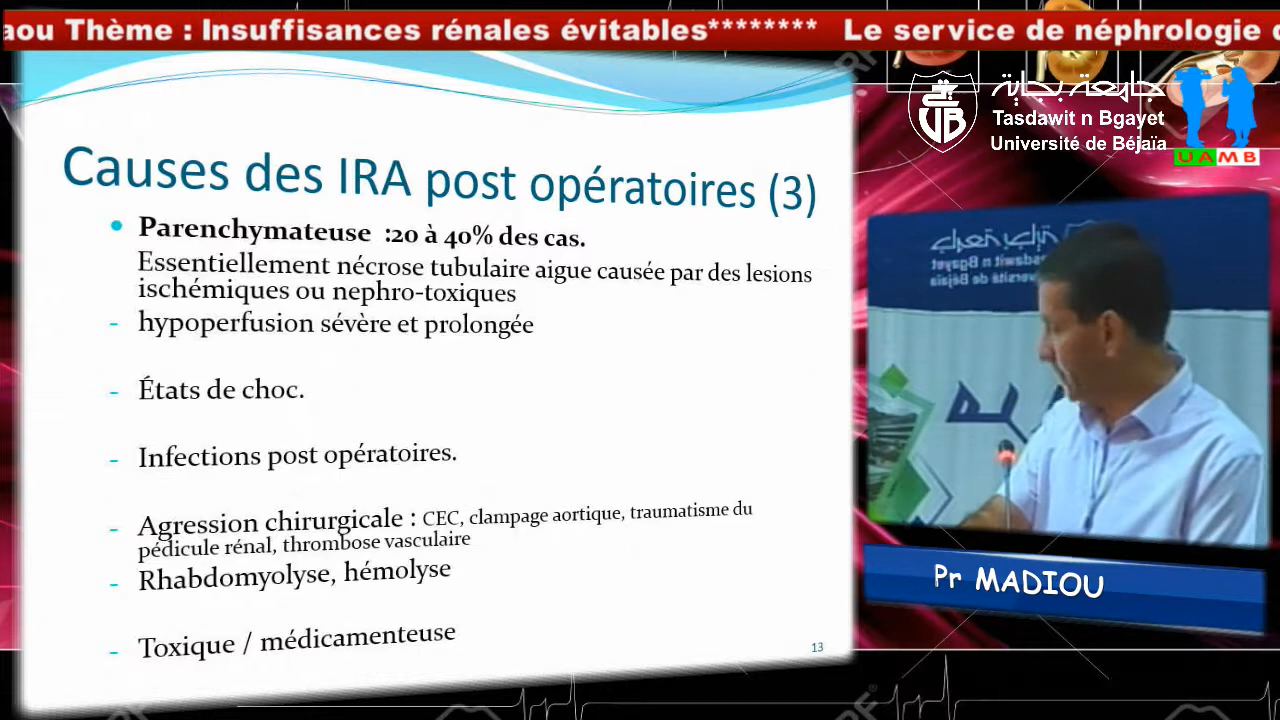 aou Thème : Insuffisances rénales évitables******** Le service de néphrologie
جامعة بجاية
Tasdawit n Bgayet
Université de Béjaïa
UB
UAMB
Causes des IRA post opératoires (3)
• Parenchymateuse :20 à 40% des cas.
Essentiellement nécrose tubulaire aigue causée par des lesions
ischémiques ou nephro-toxiques
- hypoperfusion sévère et prolongée
- États de choc.
- Infections post opératoires.
- Agression chirurgicale : CEC, clampage aortique, traumatisme du
pédicule rénal, thrombose vasculaire
- Rhabdomyolyse, hémolyse
- Toxique / médicamenteuse
13
Pr MADIOU